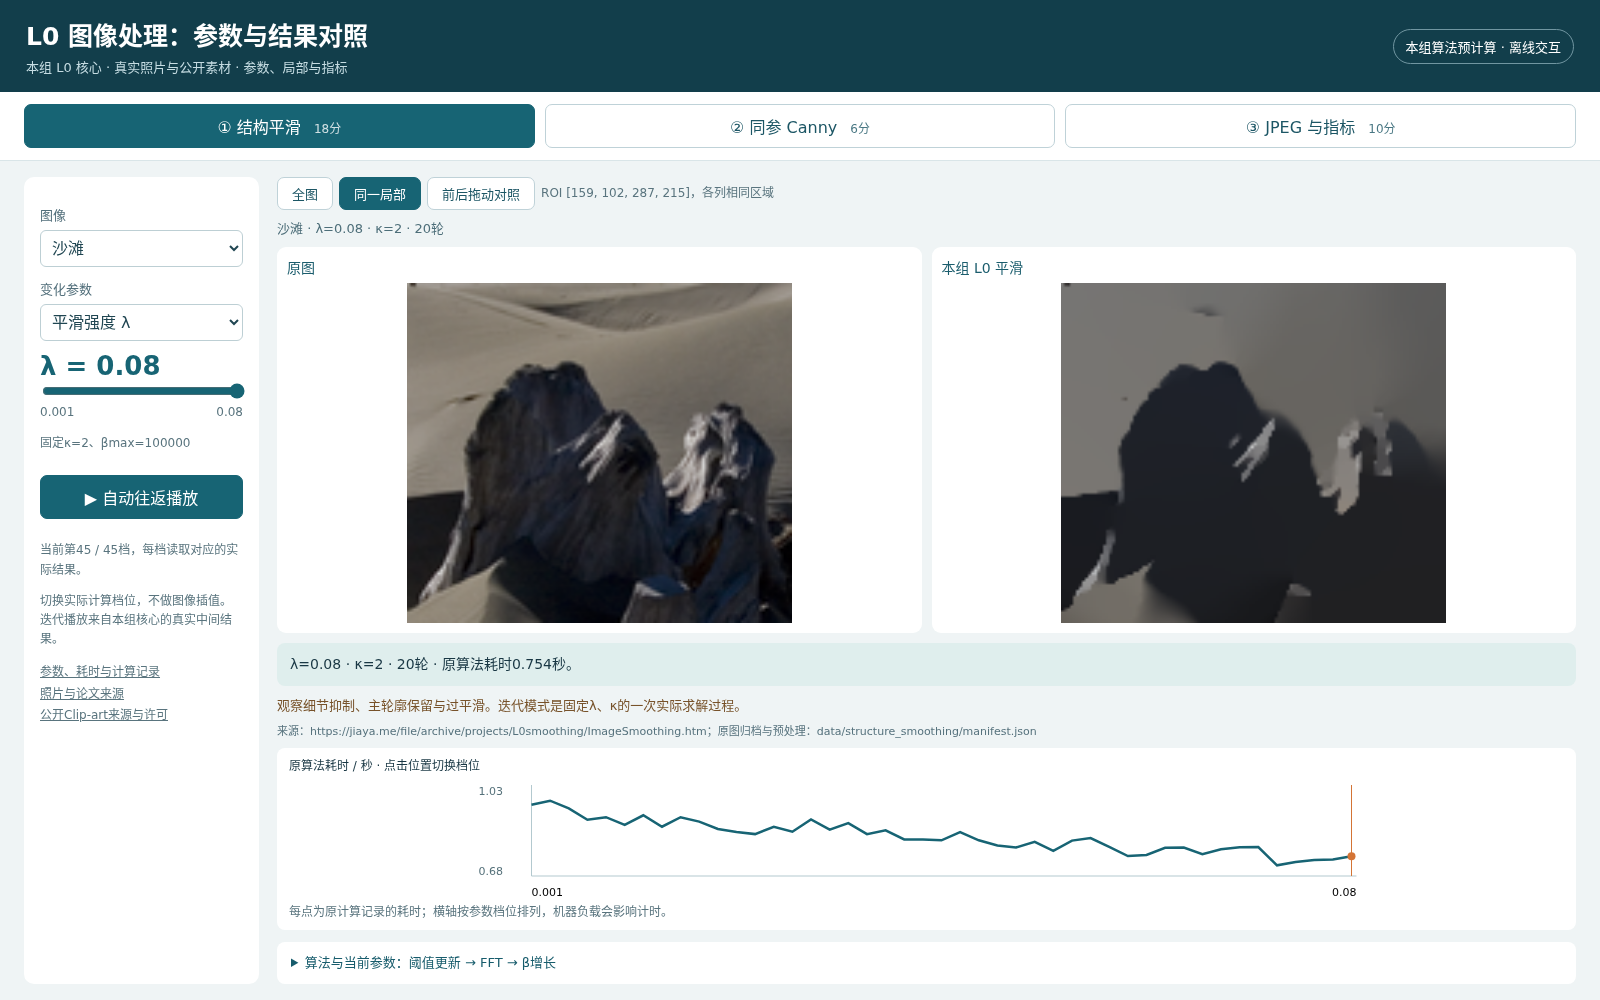 L0 图像处理：参数与结果对照
本组 L0 核心 · 真实照片与公开素材 · 参数、局部与指标
本组算法预计算 · 离线交互
① 结构平滑 18分
② 同参 Canny 6分
③ JPEG 与指标 10分
图像
沙滩
变化参数
平滑强度 λ
λ = 0.08
0.001 0.08
固定κ=2、βmax=100000
▶ 自动往返播放
当前第45 / 45档，每档读取对应的实
际结果。
切换实际计算档位，不做图像插值。
迭代播放来自本组核心的真实中间结
果。
参数、耗时与计算记录
照片与论文来源
公开Clip-art来源与许可
全图 同一局部 前后拖动对照 ROI [159, 102, 287, 215]，各列相同区域
沙滩 · λ=0.08 · κ=2 · 20轮
原图
本组 L0 平滑
λ=0.08 · κ=2 · 20轮 · 原算法耗时0.754秒。
观察细节抑制、主轮廓保留与过平滑。迭代模式是固定λ、κ的一次实际求解过程。
来源：https://jiaya.me/file/archive/projects/L0smoothing/ImageSmoothing.htm；原图归档与预处理：data/structure_smoothing/manifest.json
原算法耗时 / 秒 · 点击位置切换档位
1.03
0.68
0.001 0.08
每点为原计算记录的耗时；横轴按参数档位排列，机器负载会影响计时。
▶ 算法与当前参数：阈值更新 → FFT → β增长